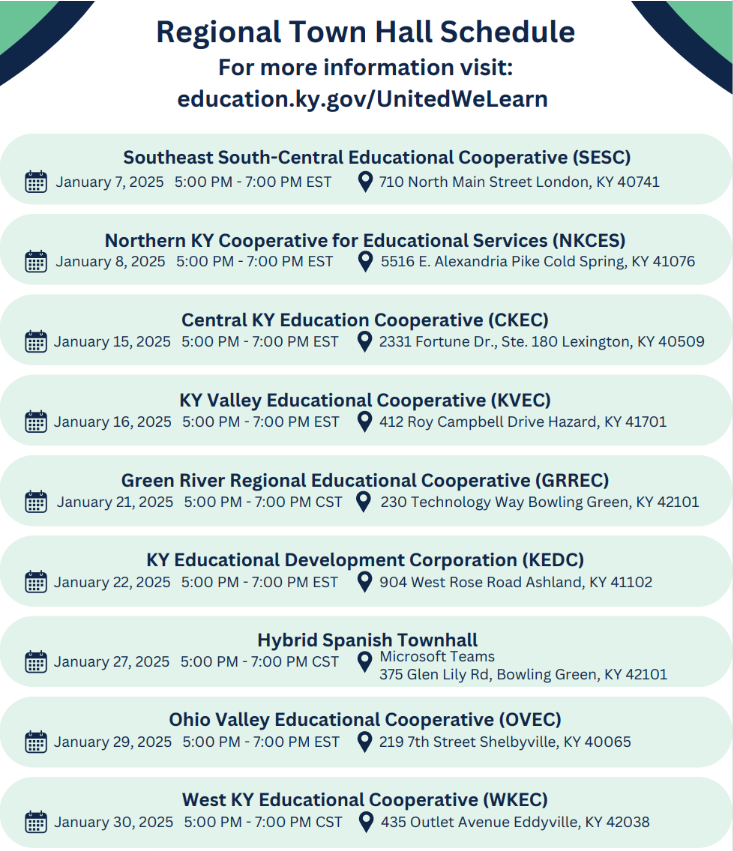 Regional Town Hall Schedule
For more information visit:
education.ky.gov/UnitedWeLearn
Southeast South-Central Educational Cooperative (SESC)
January 7, 2025 5:00 PM - 7:00 PM EST 710 North Main Street London, KY 40741
Northern KY Cooperative for Educational Services (NKCES)
January 8, 2025 5:00 PM - 7:00 PM EST 5516 E. Alexandria Pike Cold Spring, KY 41076
Central KY Education Cooperative (CKEC)
January 15, 2025 5:00 PM - 7:00 PM EST 2331 Fortune Dr., Ste. 180 Lexington, KY 40509
KY Valley Educational Cooperative (KVEC)
January 16, 2025 5:00 PM - 7:00 PM EST 412 Roy Campbell Drive Hazard, KY 41701
Green River Regional Educational Cooperative (GRREC)
January 21, 2025 5:00 PM - 7:00 PM CST 230 Technology Way Bowling Green, KY 42101
KY Educational Development Corporation (KEDC)
January 22, 2025 5:00 PM - 7:00 PM EST 904 West Rose Road Ashland, KY 41102
Hybrid Spanish Townhall
January 27, 2025 5:00 PM - 7:00 PM CST Microsoft Teams
375 Glen Lily Rd, Bowling Green, KY 42101
Ohio Valley Educational Cooperative (OVEC)
January 29, 2025 5:00 PM - 7:00 PM EST 219 7th Street Shelbyville, KY 40065
West KY Educational Cooperative (WKEC)
January 30, 2025 5:00 PM - 7:00 PM CST 435 Outlet Avenue Eddyville, KY 42038